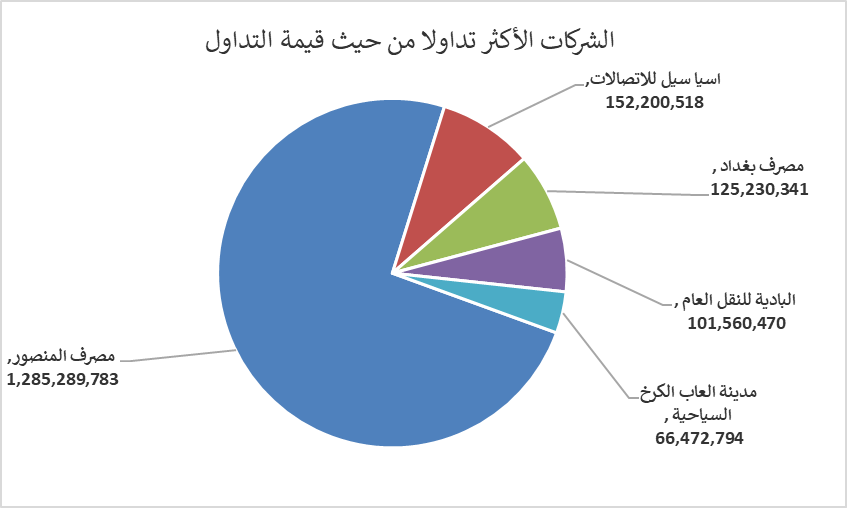 الشركات الأكثر تداولا من حيث قيمة التداول
اسيا سيل للاتصالات,
152,200,518
مصرف بغداد ,
125,230,341
البادية للنقل العام ,
101,560,470
مدينة العاب الكرخ
السياحية ,
66,472,794
مصرف المنصور,
1,285,289,783